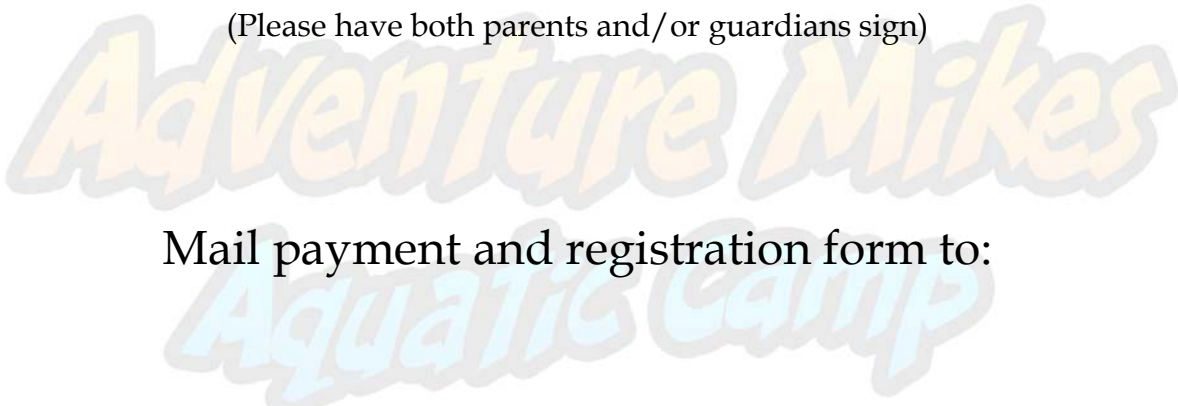 (Please have both parents and/or guardians sign)
Adventure Mikes
Mail payment and registration form to:
Aquatic Camp